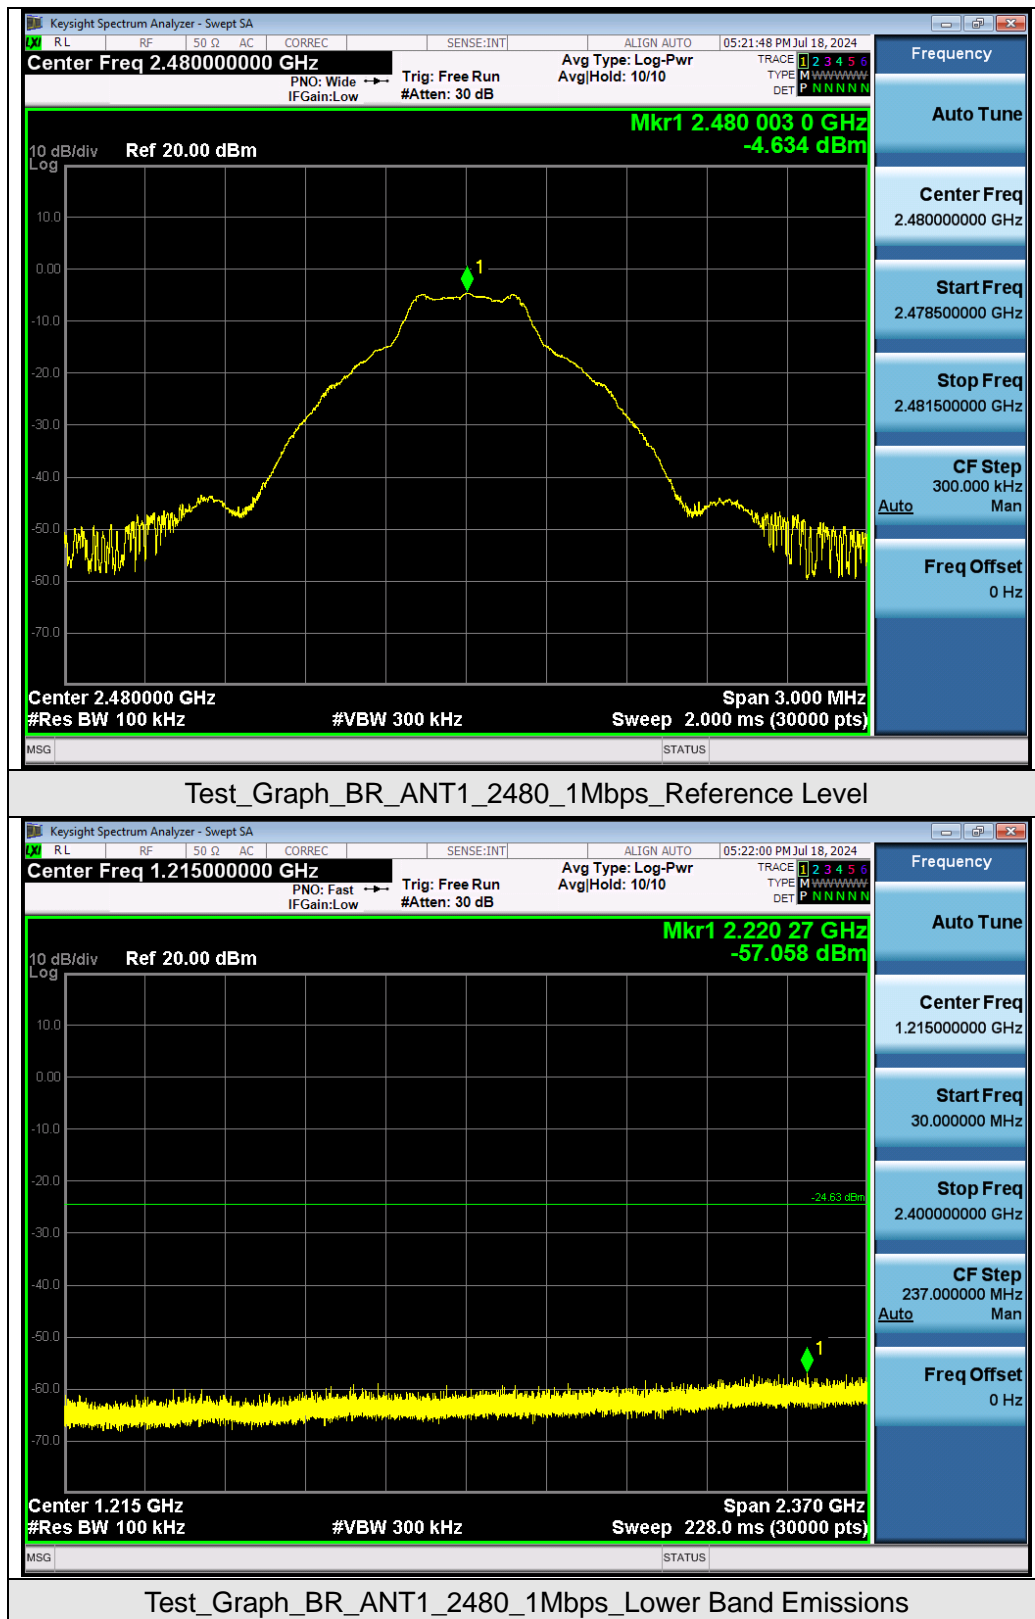 Keysight Spectrum Analyzer - Swept SA
LXI RL RF 50 Ω AC CORREC SENSE:INT ALIGN AUTO 05:21:48 PM Jul 18, 2024
Center Freq 2.480000000 GHz
PNO: Wide
IFGain:Low
Trig: Free Run
#Atten: 30 dB
Avg Type: Log-Pwr
Avg|Hold: 10/10
TRACE 1 2 3 4 5 6
TYPE M WWWWW
DET P N N N N N
Mkr1 2.480 003 0 GHz
-4.634 dBm
10 dB/div Ref 20.00 dBm
Log
10.0
0.00
-10.0
-20.0
-30.0
-40.0
-50.0
-60.0
-70.0
1
Center 2.480000 GHz Span 3.000 MHz
#Res BW 100 kHz #VBW 300 kHz Sweep 2.000 ms (30000 pts)
MSG STATUS
Frequency
Auto Tune
Center Freq
2.480000000 GHz
Start Freq
2.478500000 GHz
Stop Freq
2.481500000 GHz
CF Step
300.000 kHz
Auto Man
Freq Offset
0 Hz
Test_Graph_BR_ANT1_2480_1Mbps_Reference Level
Keysight Spectrum Analyzer - Swept SA
LXI RL RF 50 Ω AC CORREC SENSE:INT ALIGN AUTO 05:22:00 PM Jul 18, 2024
Center Freq 1.215000000 GHz
PNO: Fast
IFGain:Low
Trig: Free Run
#Atten: 30 dB
Avg Type: Log-Pwr
Avg|Hold: 10/10
TRACE 1 2 3 4 5 6
TYPE M WWWWW
DET P N N N N N
Mkr1 2.220 27 GHz
-57.058 dBm
10 dB/div Ref 20.00 dBm
Log
10.0
0.00
-10.0
-20.0
-30.0
-40.0
-50.0
-60.0
-70.0
-24.63 dBm
1
Center 1.215 GHz Span 2.370 GHz
#Res BW 100 kHz #VBW 300 kHz Sweep 228.0 ms (30000 pts)
MSG STATUS
Frequency
Auto Tune
Center Freq
1.215000000 GHz
Start Freq
30.000000 MHz
Stop Freq
2.400000000 GHz
CF Step
237.000000 MHz
Auto Man
Freq Offset
0 Hz
Test_Graph_BR_ANT1_2480_1Mbps_Lower Band Emissions